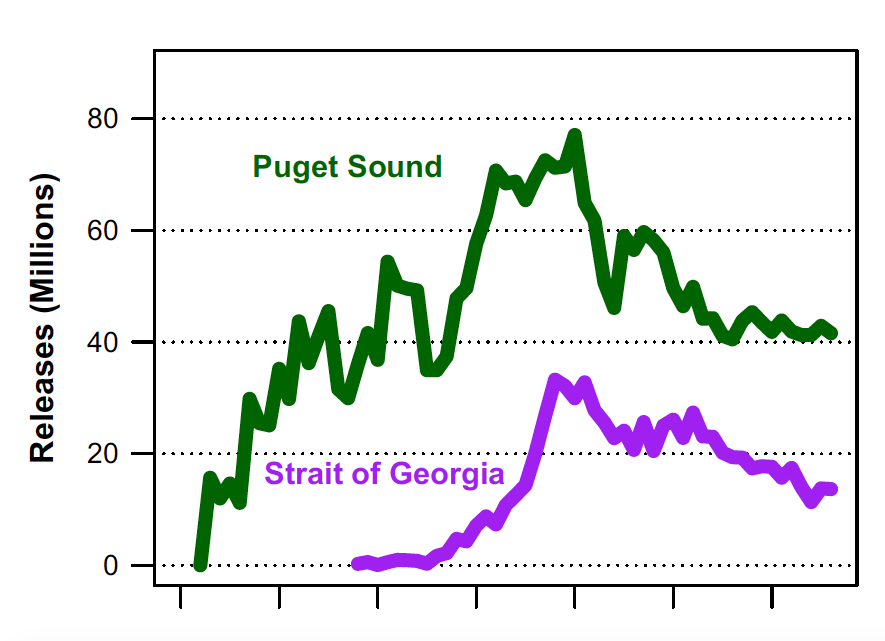 80
Puget Sound
60
Releases (Millions)
40
20
Strait of Georgia
0